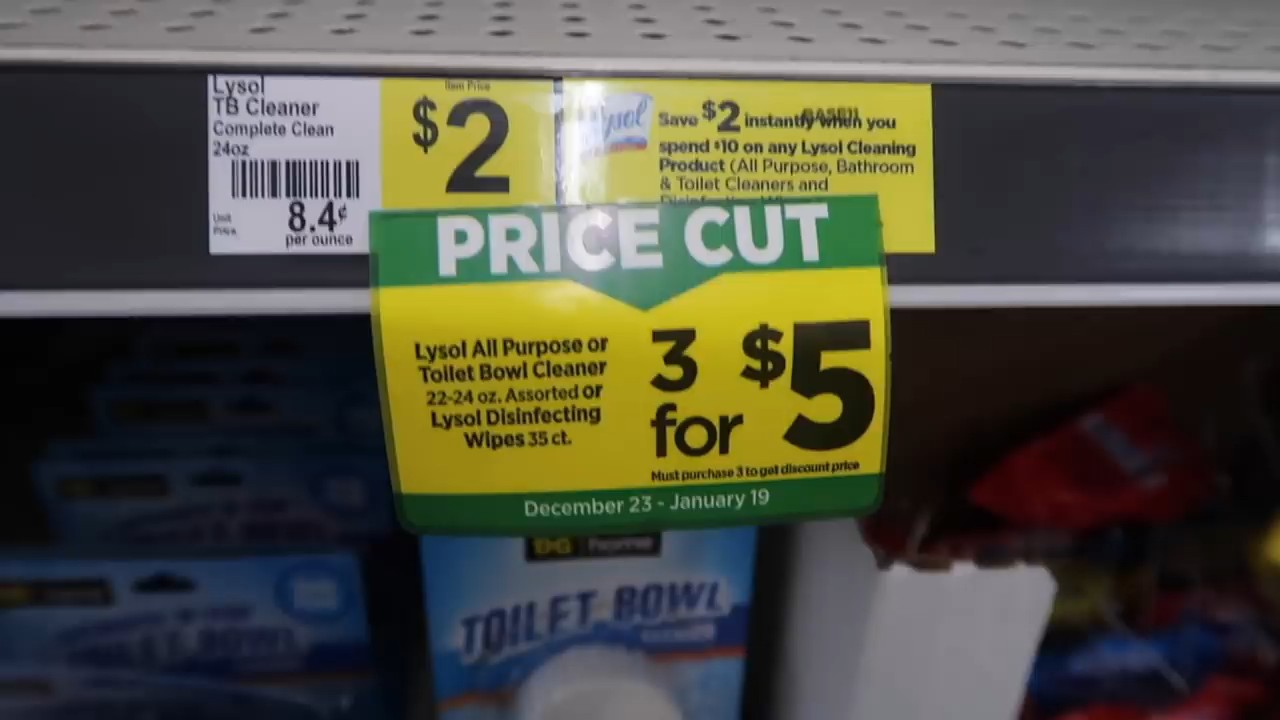 Lysol
TB Cleaner
Complete Clean
24oz
Unit
Price
8.4¢
per ounce
Item Price
$2
Lysol
Save $2 instantly when you
spend $10 on any Lysol Cleaning
Product (All Purpose, Bathroom
& Toilet Cleaners and
PRICE CUT
Lysol All Purpose or
Toilet Bowl Cleaner
22-24 oz. Assorted or
Lysol Disinfecting
Wipes 35 ct.
3
for
$5
Must purchase 3 to get discount price
December 23 - January 19
DG home
TOILET BOWL